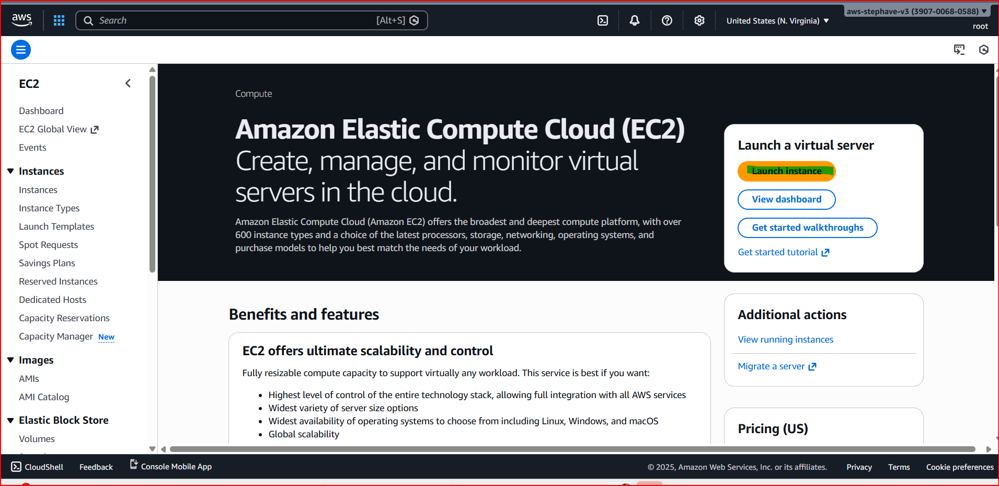 aws
Search
[Alt+S]
United States (N. Virginia)
aws-stephave-v3 (3907-0068-0588)
root
EC2
Dashboard
EC2 Global View
Events
Instances
Instances
Instance Types
Launch Templates
Spot Requests
Savings Plans
Reserved Instances
Dedicated Hosts
Capacity Reservations
Capacity Manager New
Images
AMIs
AMI Catalog
Elastic Block Store
Volumes
Compute
Amazon Elastic Compute Cloud (EC2)
Create, manage, and monitor virtual
servers in the cloud.
Amazon Elastic Compute Cloud (Amazon EC2) offers the broadest and deepest compute platform, with over
600 instance types and a choice of the latest processors, storage, networking, operating systems, and
purchase models to help you best match the needs of your workload.
Launch a virtual server
Launch instance
View dashboard
Get started walkthroughs
Get started tutorial
Benefits and features
EC2 offers ultimate scalability and control
Fully resizable compute capacity to support virtually any workload. This service is best if you want:
• Highest level of control of the entire technology stack, allowing full integration with all AWS services
• Widest variety of server size options
• Widest availability of operating systems to choose from including Linux, Windows, and macOS
• Global scalability
Additional actions
View running instances
Migrate a server
Pricing (US)
CloudShell
Feedback
Console Mobile App
© 2025, Amazon Web Services, Inc. or its affiliates.
Privacy
Terms
Cookie preferences